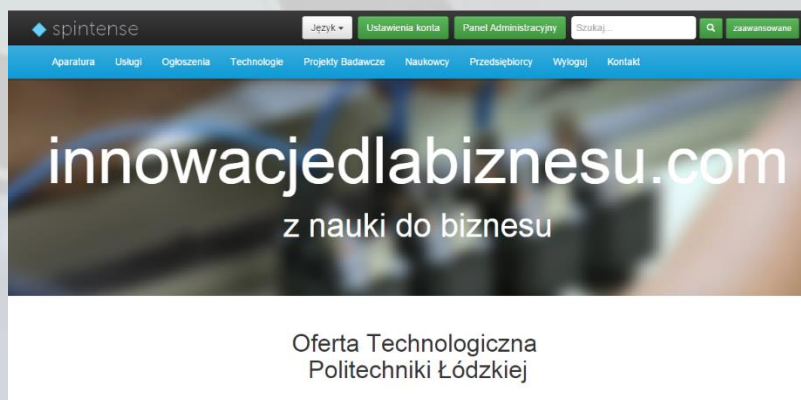 spintense Język Ustawienia konta Panel Administracyjny Szukaj... zaawansowane
Aparatura Usługi Ogłoszenia Technologie Projekty Badawcze Naukowcy Przedsiębiorcy Wyloguj Kontakt
innowacjedlabiznesu.com
z nauki do biznesu
Oferta Technologiczna
Politechniki Łódzkiej